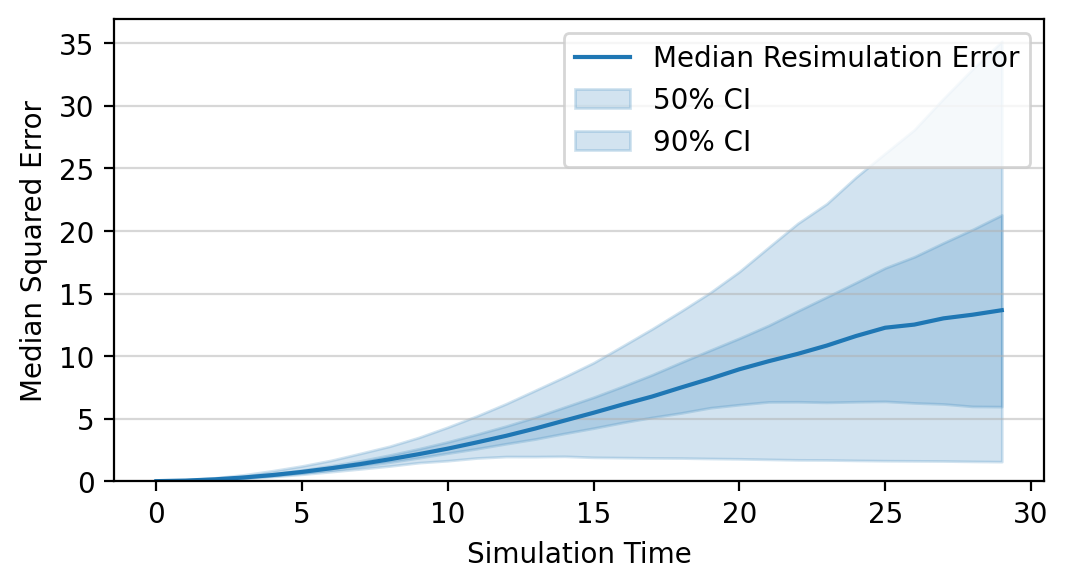 Median Squared Error
35
30
25
20
15
10
5
0
Median Resimulation Error
50% CI
90% CI
0 5 10 15 20 25 30
Simulation Time